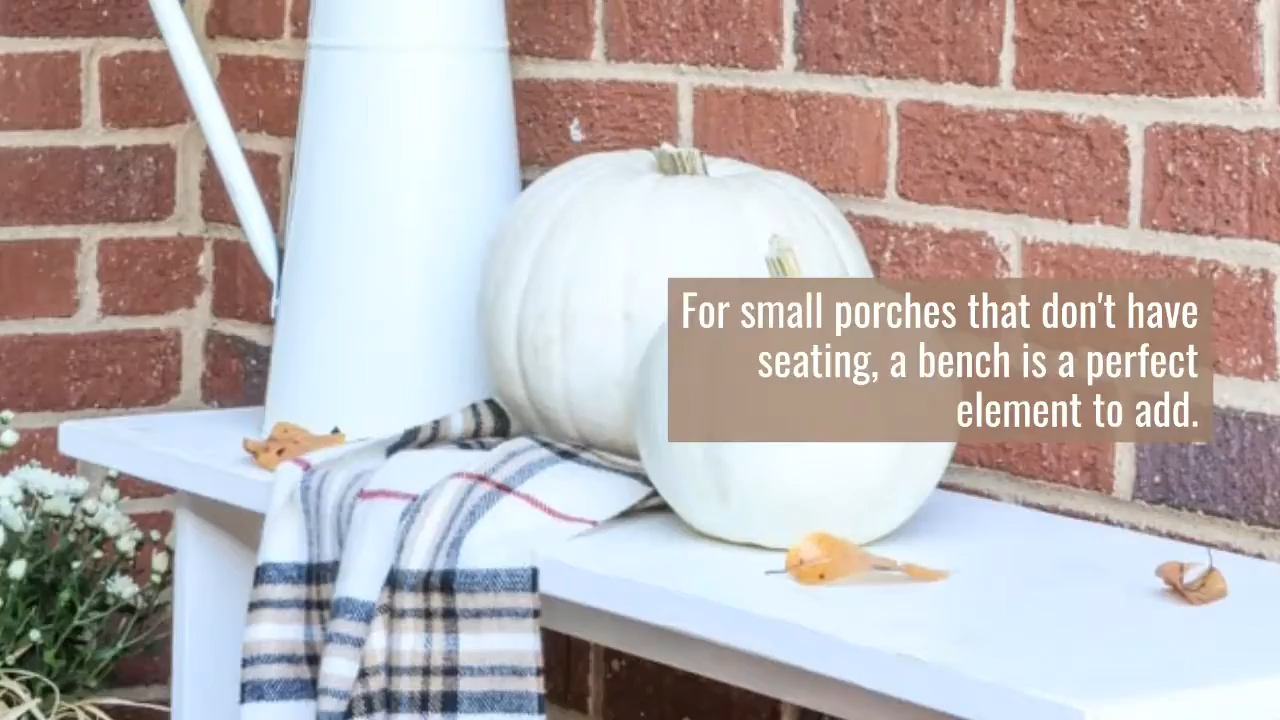 For small porches that don't have
seating, a bench is a perfect
element to add.